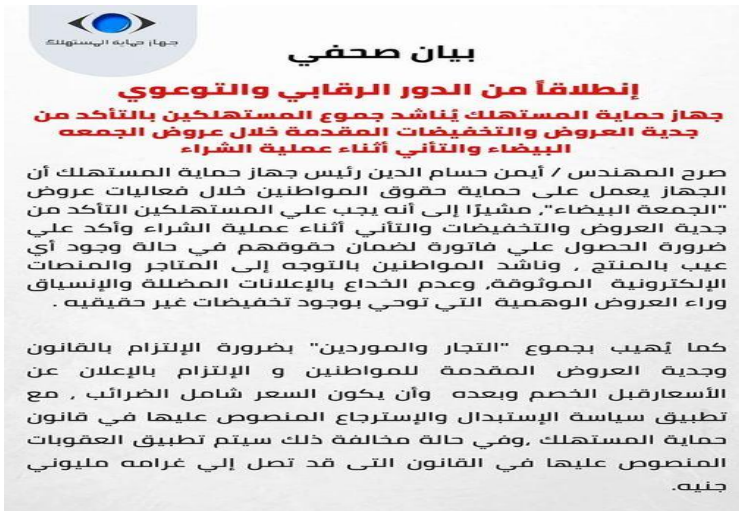 جهاز حماية المستهلك
بيان صحفي
إنطلاقاً من الدور الرقابي والتوعوي
جهاز حماية المستهلك يُناشد جموع المستهلكين بالتأكد من
جدية العروض والتخفيضات المقدمة خلال عروض الجمعه
البيضاء والتأني أثناء عملية الشراء
صرح المهندس / أيمن حسام الدين رئيس جهاز حماية المستهلك أن
الجهاز يعمل على حماية حقوق المواطنين خلال فعاليات عروض
"الجمعة البيضاء"، مشيرًا إلى أنه يجب علي المستهلكين التأكد من
جدية العروض والتخفيضات والتأني أثناء عملية الشراء وأكد علي
ضرورة الحصول علي فاتورة لضمان حقوقهم في حالة وجود أي
عيب بالمنتج , وناشد المواطنين بالتوجه إلى المتاجر والمنصات
الإلكترونية الموثوقة، وعدم الخداع بالإعلانات المضللة والإنسياق
وراء العروض الوهمية التي توحي بوجود تخفيضات غير حقيقيه .
كما يُهيب بجموع "التجار والموردين" بضرورة الإلتزام بالقانون
وجدية العروض المقدمة للمواطنين و الإلتزام بالإعلان عن
الأسعارقبل الخصم وبعده وأن يكون السعر شامل الضرائب , مع
تطبيق سياسة الإستبدال والإسترجاع المنصوص عليها في قانون
حماية المستهلك ,وفي حالة مخالفة ذلك سيتم تطبيق العقوبات
المنصوص عليها في القانون التى قد تصل إلي غرامه مليوني
جنيه.